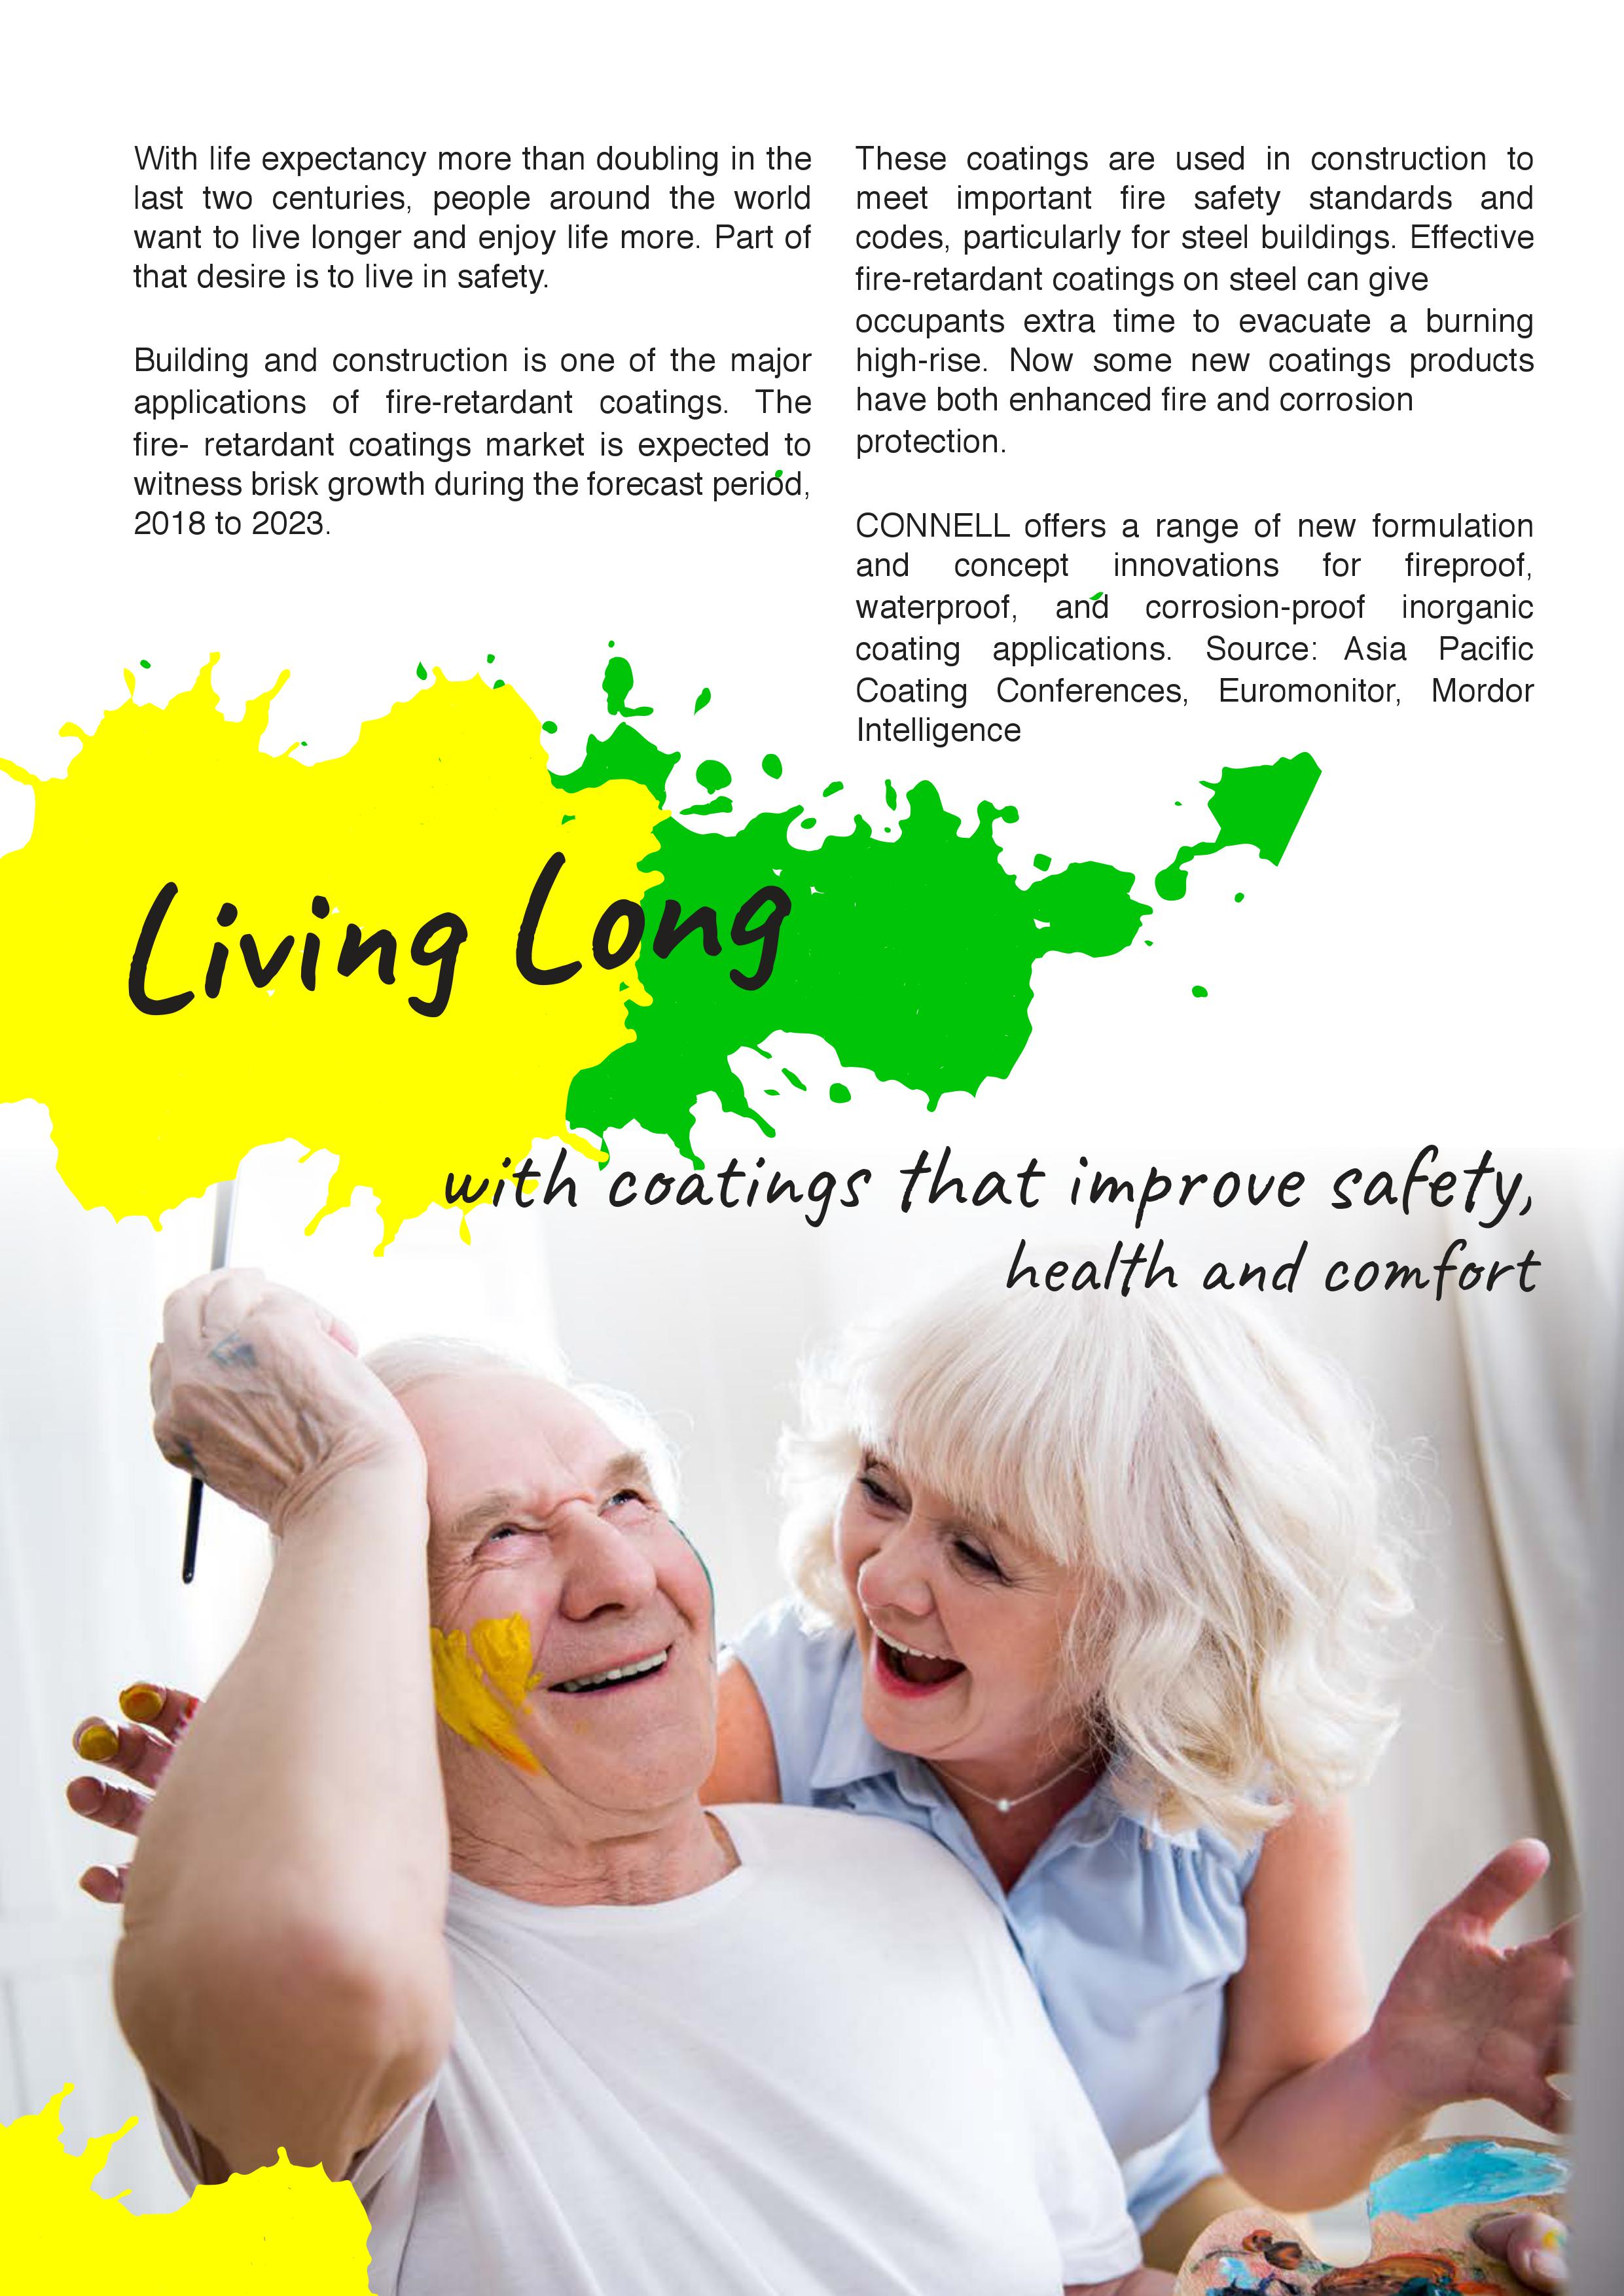 With life expectancy more than doubling in the
last two centuries, people around the world
want to live longer and enjoy life more. Part of
that desire is to live in safety.
Building and construction is one of the major
applications of fire-retardant coatings. The
fire- retardant coatings market is expected to
witness brisk growth during the forecast period,
2018 to 2023.
These coatings are used in construction to
meet important fire safety standards and
codes, particularly for steel buildings. Effective
fire-retardant coatings on steel can give
occupants extra time to evacuate a burning
high-rise. Now some new coatings products
have both enhanced fire and corrosion
protection.
CONNELL offers a range of new formulation
and concept innovations for fireproof,
waterproof, and corrosion-proof inorganic
coating applications. Source: Asia Pacific
Coating Conferences, Euromonitor, Mordor
Intelligence
Living Long
with coatings that improve safety,
health and comfort